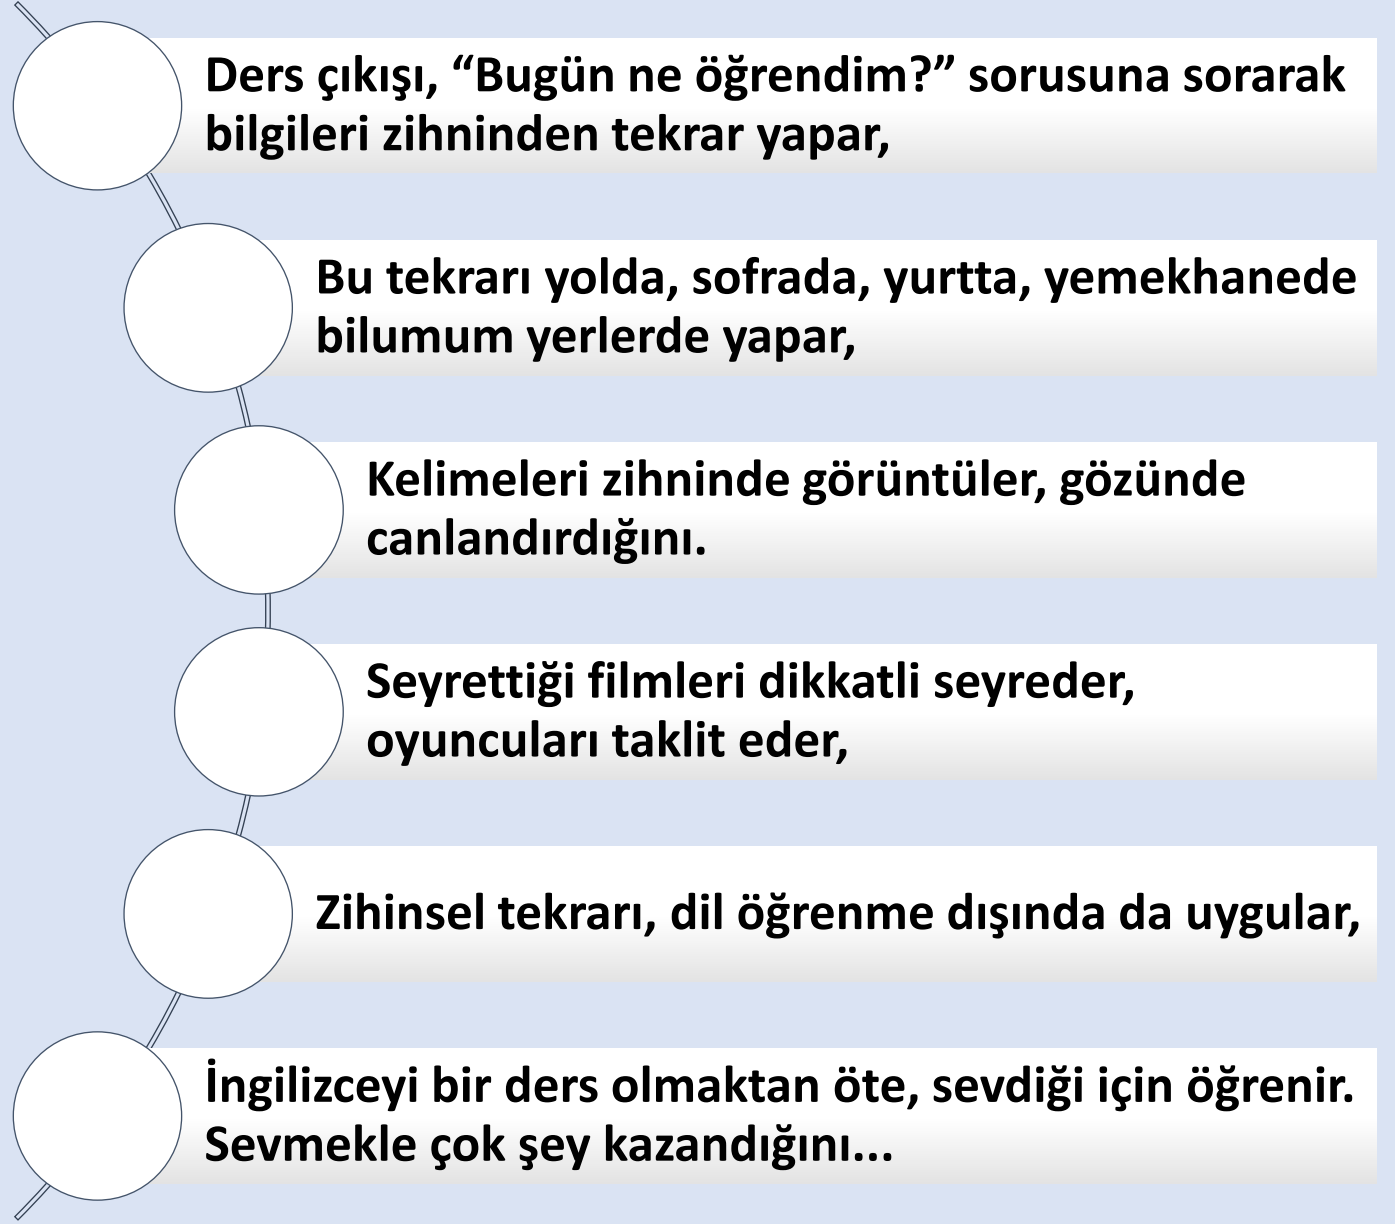 Ders çıkışı, “Bugün ne öğrendim?” sorusuna sorarak
bilgileri zihninden tekrar yapar,
Bu tekrarı yolda, sofrada, yurtta, yemekhanede
bilumum yerlerde yapar,
Kelimeleri zihninde görüntüler, gözünde
canlandırdığını.
Seyrettiği filmleri dikkatli seyreder,
oyuncuları taklit eder,
Zihinsel tekrarı, dil öğrenme dışında da uygular,
İngilizceyi bir ders olmaktan öte, sevdiği için öğrenir.
Sevmekle çok şey kazandığını...